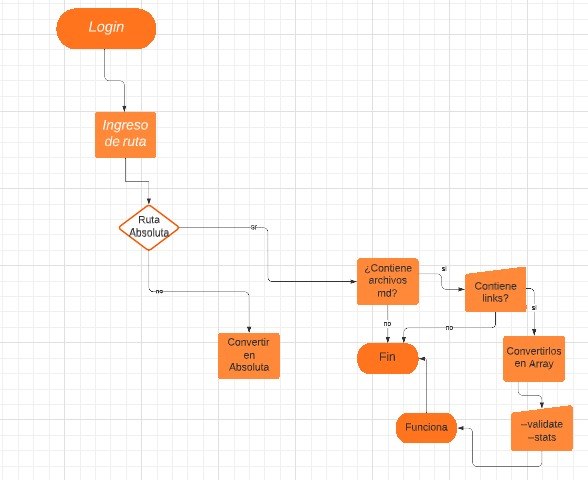 Login
Ingreso
de ruta
Ruta
Absoluta
si
no
Convertir
en
Absoluta
¿Contiene
archivos
md?
si
no
Contiene
links?
si
no
Fin
Convertirlos
en Array
--validate
--stats
Funciona